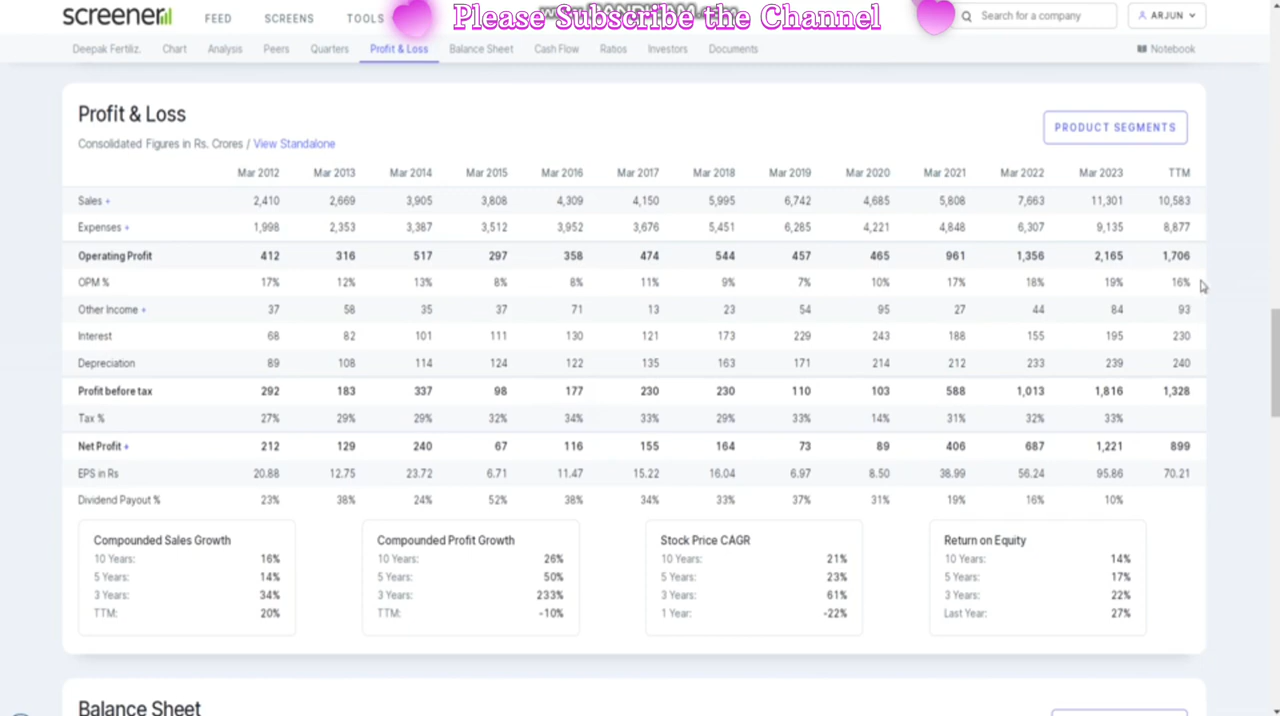 screener FEED SCREENS TOOLS Please Subscribe the Channel Search for a company ARJUN
Deepak Fertiliz. Chart Analysis Peers Quarters Profit & Loss Balance Sheet Cash Flow Ratios Investors Documents Notebook
Profit & Loss
PRODUCT SEGMENTS
Consolidated Figures in Rs. Crores / View Standalone
Mar 2012 Mar 2013 Mar 2014 Mar 2015 Mar 2016 Mar 2017 Mar 2018 Mar 2019 Mar 2020 Mar 2021 Mar 2022 Mar 2023 TTM
Sales + 2,410 2,669 3,905 3,808 4,309 4,150 5,995 6,742 4,685 5,808 7,663 11,301 10,583
Expenses + 1,998 2,353 3,387 3,512 3,952 3,676 5,451 6,285 4,221 4,848 6,307 9,135 8,877
Operating Profit 412 316 517 297 358 474 544 457 465 961 1,356 2,165 1,706
OPM % 17% 12% 13% 8% 8% 11% 9% 7% 10% 17% 18% 19% 16%
Other Income + 37 58 35 37 71 13 23 54 95 27 44 84 93
Interest 68 82 101 111 130 121 173 229 243 188 155 195 230
Depreciation 89 108 114 124 122 135 163 171 214 212 233 239 240
Profit before tax 292 183 337 98 177 230 230 110 103 588 1,013 1,816 1,328
Tax % 27% 29% 29% 32% 34% 33% 29% 33% 14% 31% 32% 33%
Net Profit + 212 129 240 67 116 155 164 73 89 406 687 1,221 899
EPS in Rs 20.88 12.75 23.72 6.71 11.47 15.22 16.04 6.97 8.50 38.99 56.24 95.86 70.21
Dividend Payout % 23% 38% 24% 52% 38% 34% 33% 37% 31% 19% 16% 10%
Compounded Sales Growth
10 Years: 16%
5 Years: 14%
3 Years: 34%
TTM: 20%
Compounded Profit Growth
10 Years: 26%
5 Years: 50%
3 Years: 233%
TTM: -10%
Stock Price CAGR
10 Years: 21%
5 Years: 23%
3 Years: 61%
1 Year: -22%
Return on Equity
10 Years: 14%
5 Years: 17%
3 Years: 22%
Last Year: 27%
Balance Sheet